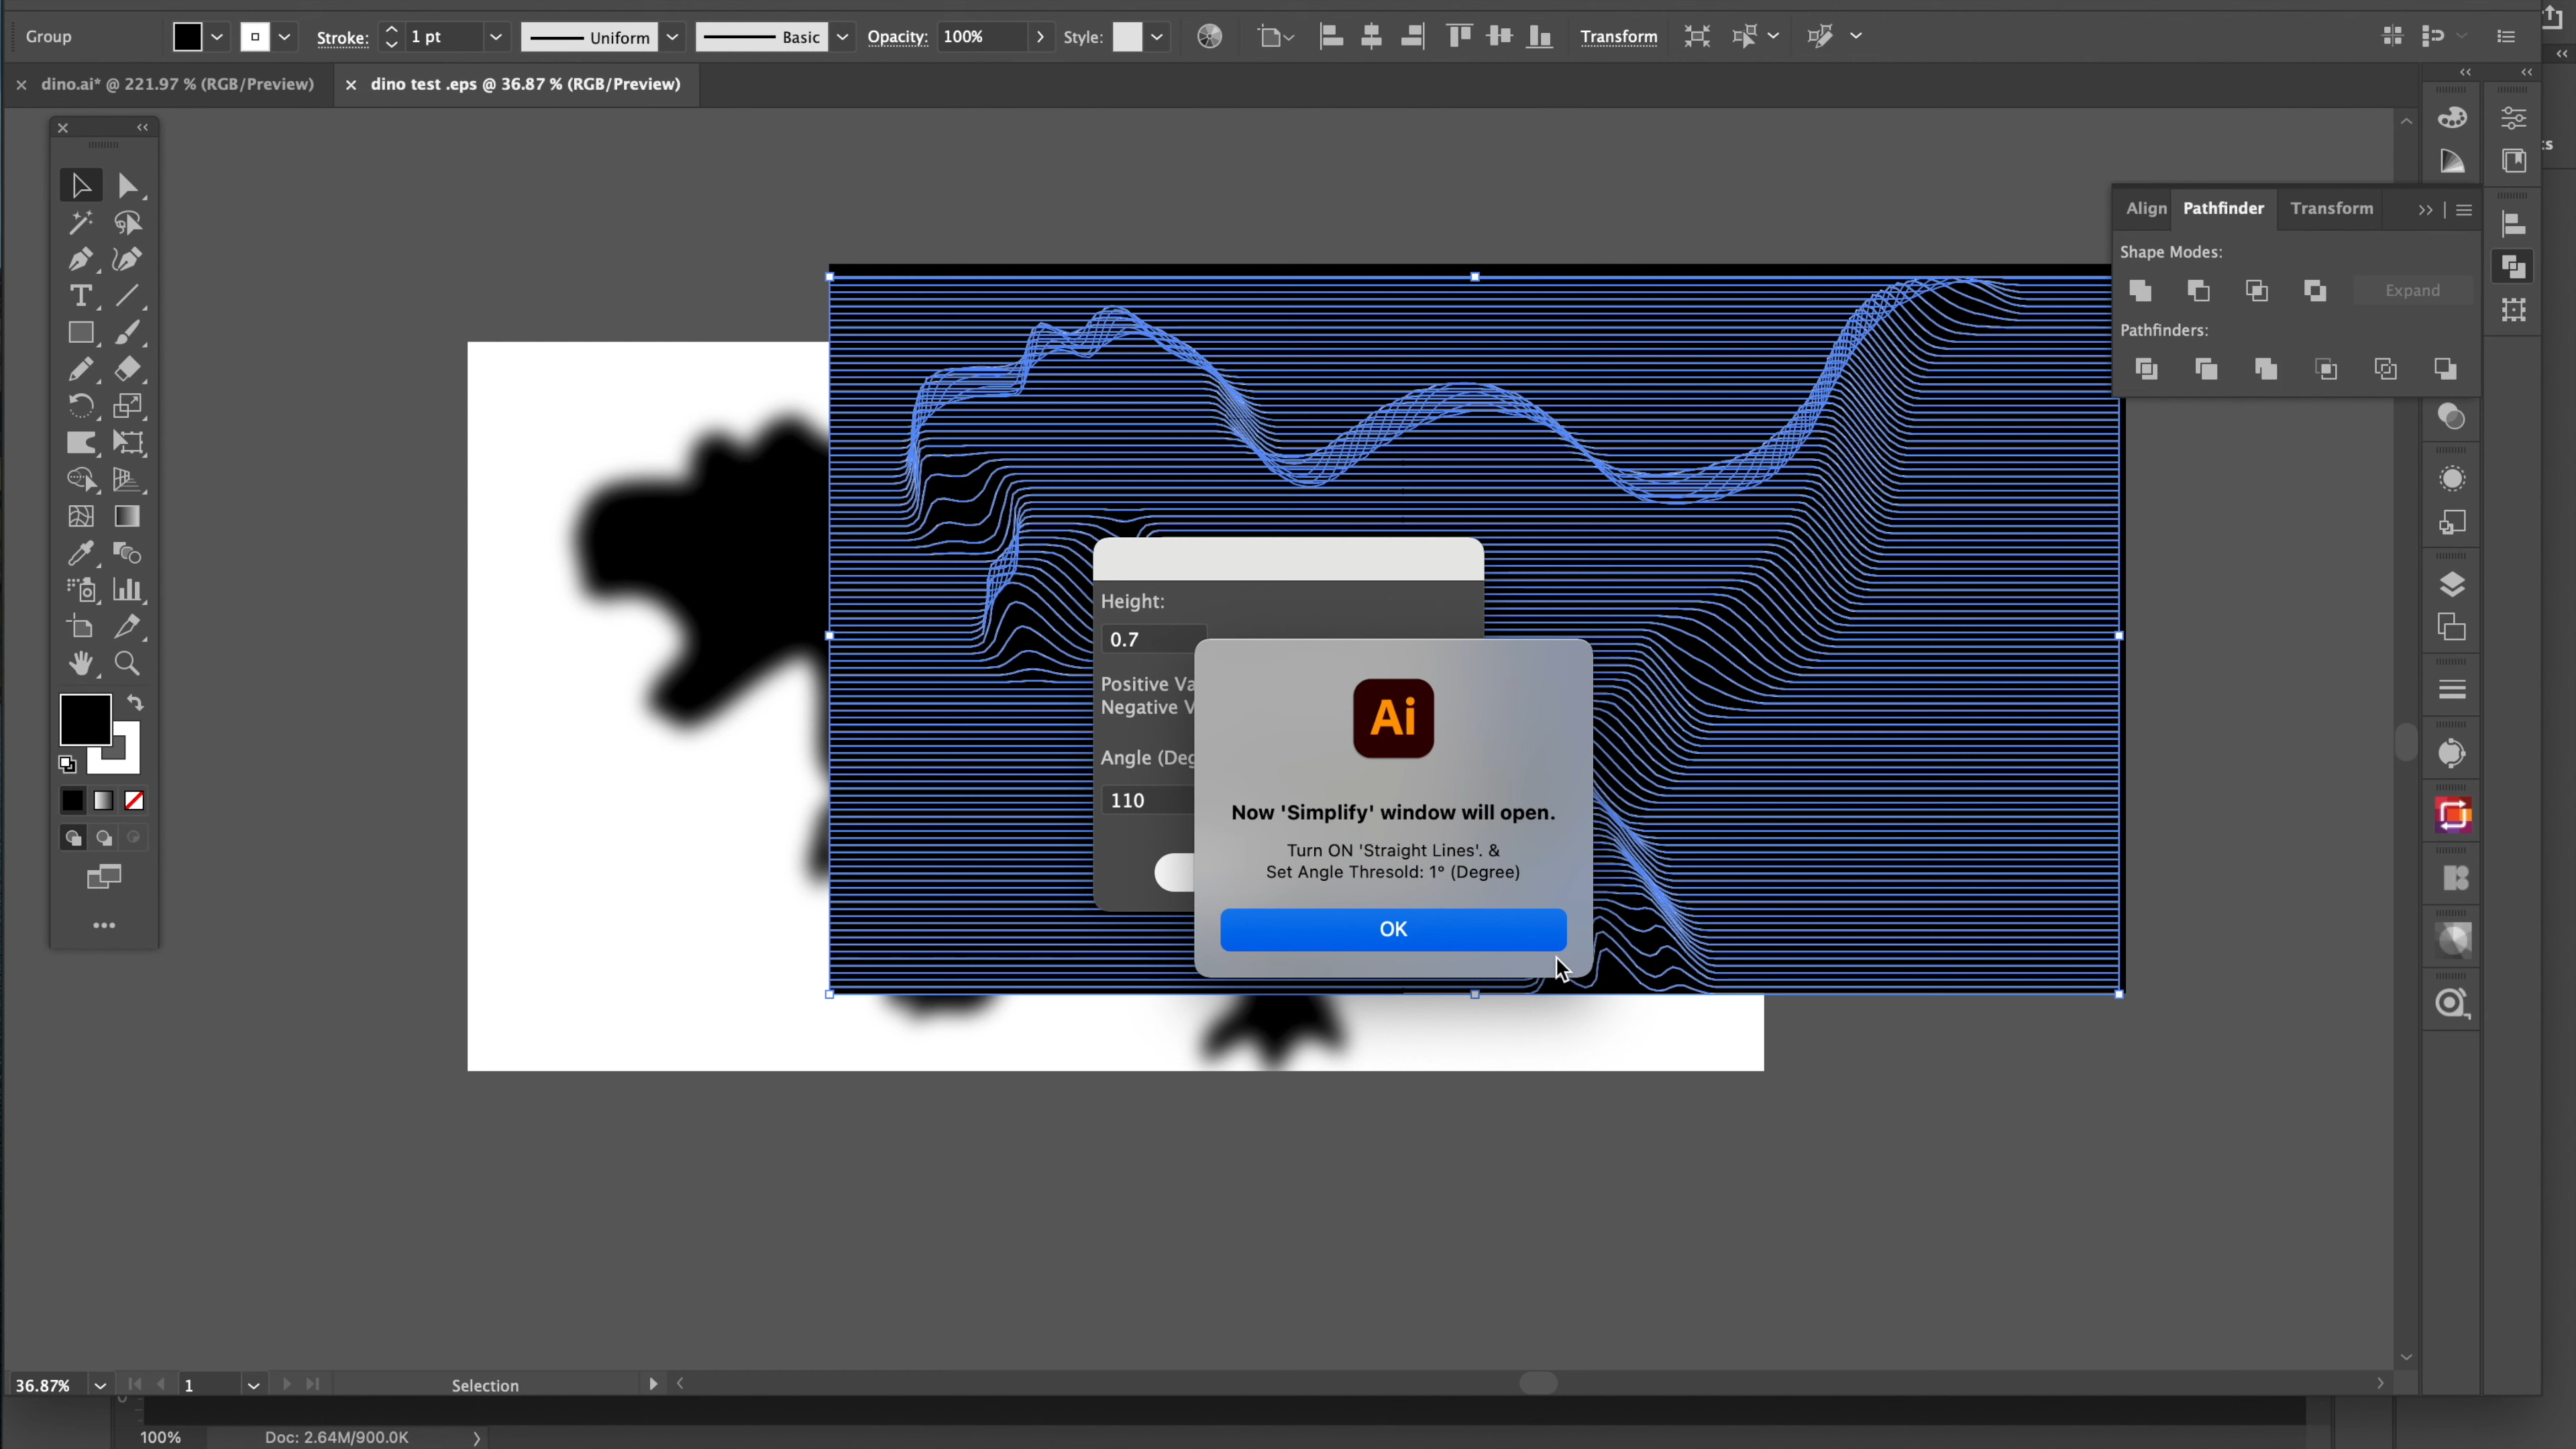 Group
Stroke:
1 pt
Uniform
Basic
Opacity:
100%
Style:
Transform
dino.ai* @ 221.97 % (RGB/Preview)
dino test .eps @ 36.87 % (RGB/Preview)
Align
Pathfinder
Transform
Shape Modes:
Expand
Pathfinders:
Height:
0.7
Positive Va
Negative V
Angle (Deg
110
Ai
Now 'Simplify' window will open.
Turn ON 'Straight Lines'. &
Set Angle Thresold: 1° (Degree)
OK
36.87%
1
Selection
100%
Doc: 2.64M/900.0K